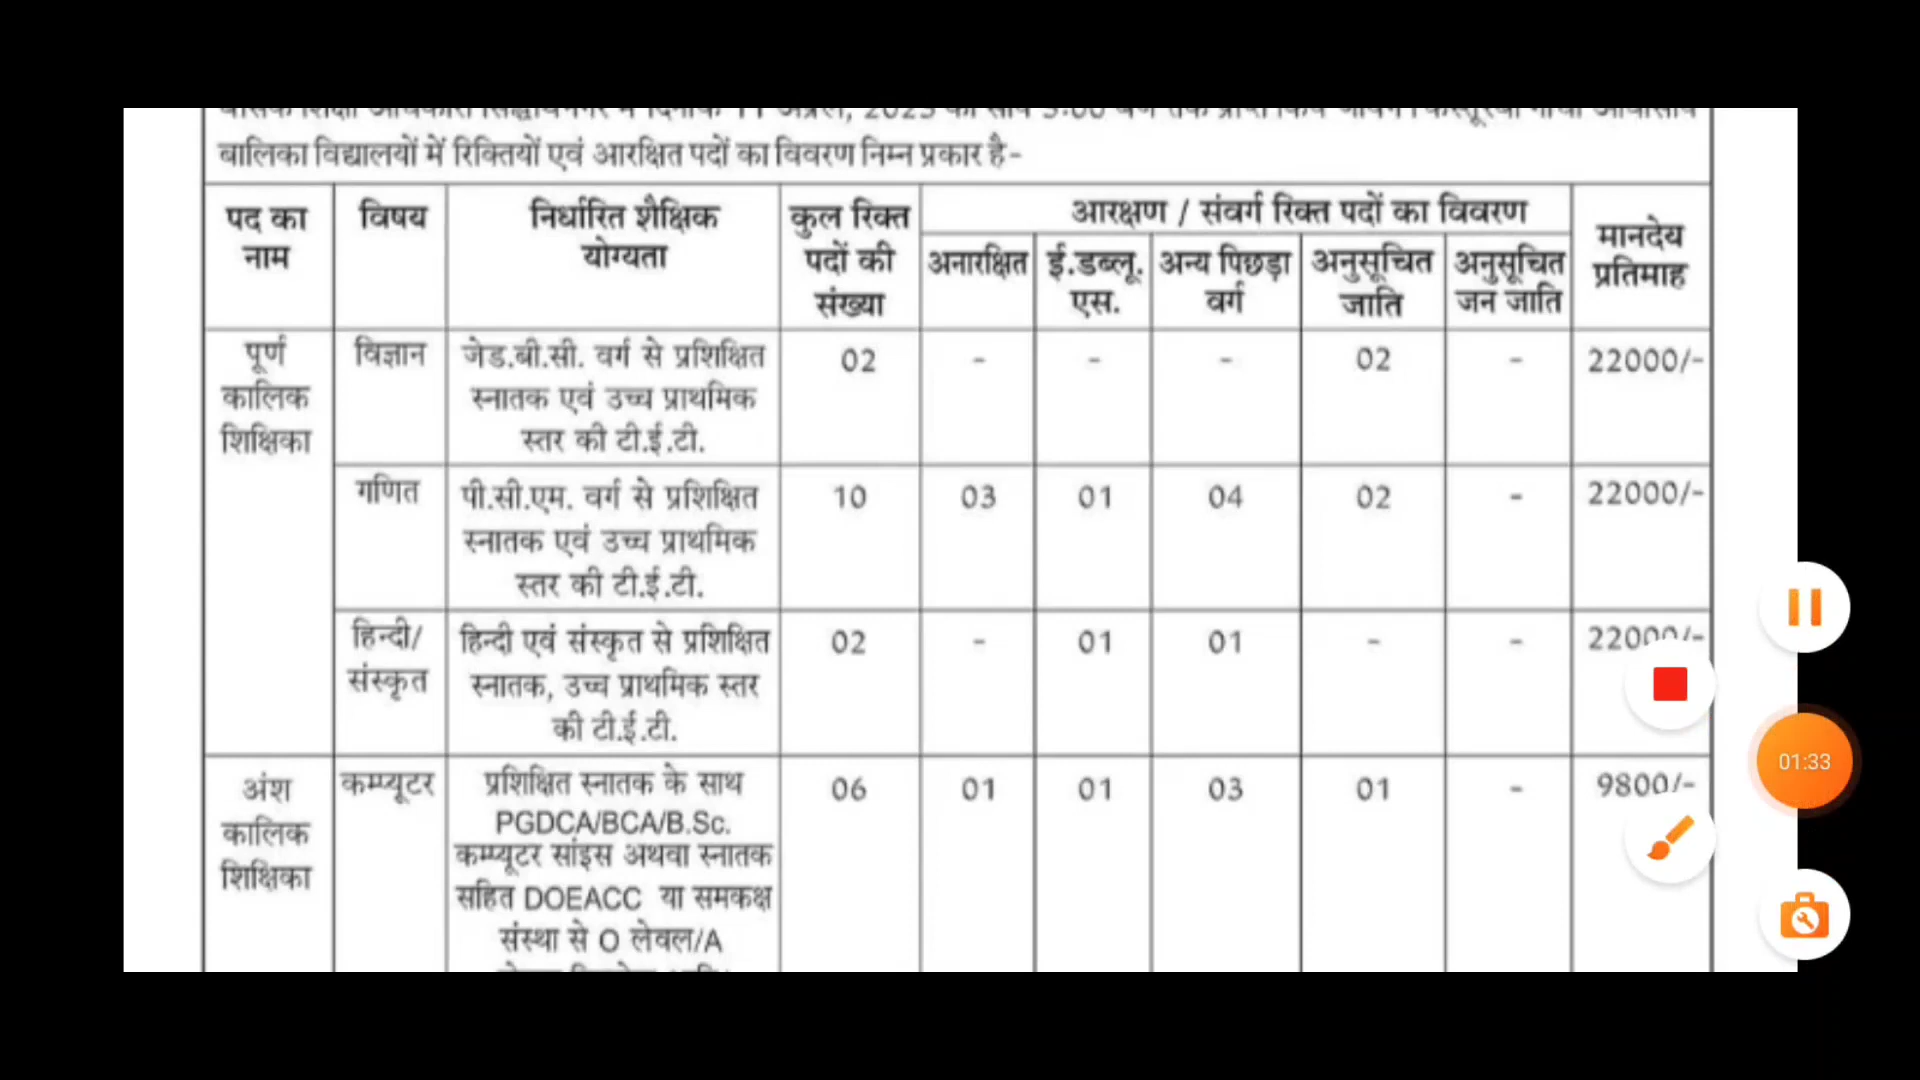 बालिका विद्यालयों में रिक्तियों एवं आरक्षित पदों का विवरण निम्न प्रकार है-
पद का नाम
विषय
निर्धारित शैक्षिक योग्यता
कुल रिक्त पदों की संख्या
आरक्षण / संवर्ग रिक्त पदों का विवरण
अनारक्षित
ई.डब्लू. एस.
अन्य पिछड़ा वर्ग
अनुसूचित जाति
अनुसूचित जन जाति
मानदेय प्रतिमाह
पूर्ण
कालिक
शिक्षिका
विज्ञान
जेड.बी.सी. वर्ग से प्रशिक्षित
स्नातक एवं उच्च प्राथमिक
स्तर की टी.ई.टी.
02 - - - 02 - 22000/-
गणित
पी.सी.एम. वर्ग से प्रशिक्षित
स्नातक एवं उच्च प्राथमिक
स्तर की टी.ई.टी.
10 03 01 04 02 - 22000/-
हिन्दी/
संस्कृत
हिन्दी एवं संस्कृत से प्रशिक्षित
स्नातक, उच्च प्राथमिक स्तर
की टी.ई.टी.
02 - 01 01 - - 22000/-
अंश
कालिक
शिक्षिका
कम्प्यूटर
प्रशिक्षित स्नातक के साथ
PGDCA/BCA/B.Sc.
कम्प्यूटर सांइस अथवा स्नातक
सहित DOEACC या समकक्ष
संस्था से O लेवल/A
06 01 01 03 01 - 9800/-
01:33